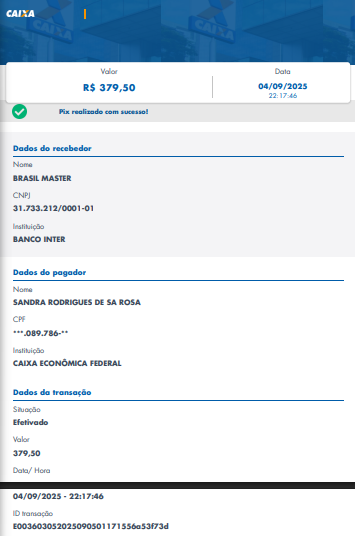 CAIXA
Valor
R$ 379,50
Data
04/09/2025
22:17:46
Pix realizado com sucesso!
Dados do recebedor
Nome
BRASIL MASTER
CNPJ
31.733.212/0001-01
Instituição
BANCO INTER
Dados do pagador
Nome
SANDRA RODRIGUES DE SA ROSA
CPF
***.089.786-**
Instituição
CAIXA ECONÔMICA FEDERAL
Dados da transação
Situação
Efetivado
Valor
379,50
Data/ Hora
04/09/2025 - 22:17:46
ID transação
E00360305202509050117155​6a53f73d